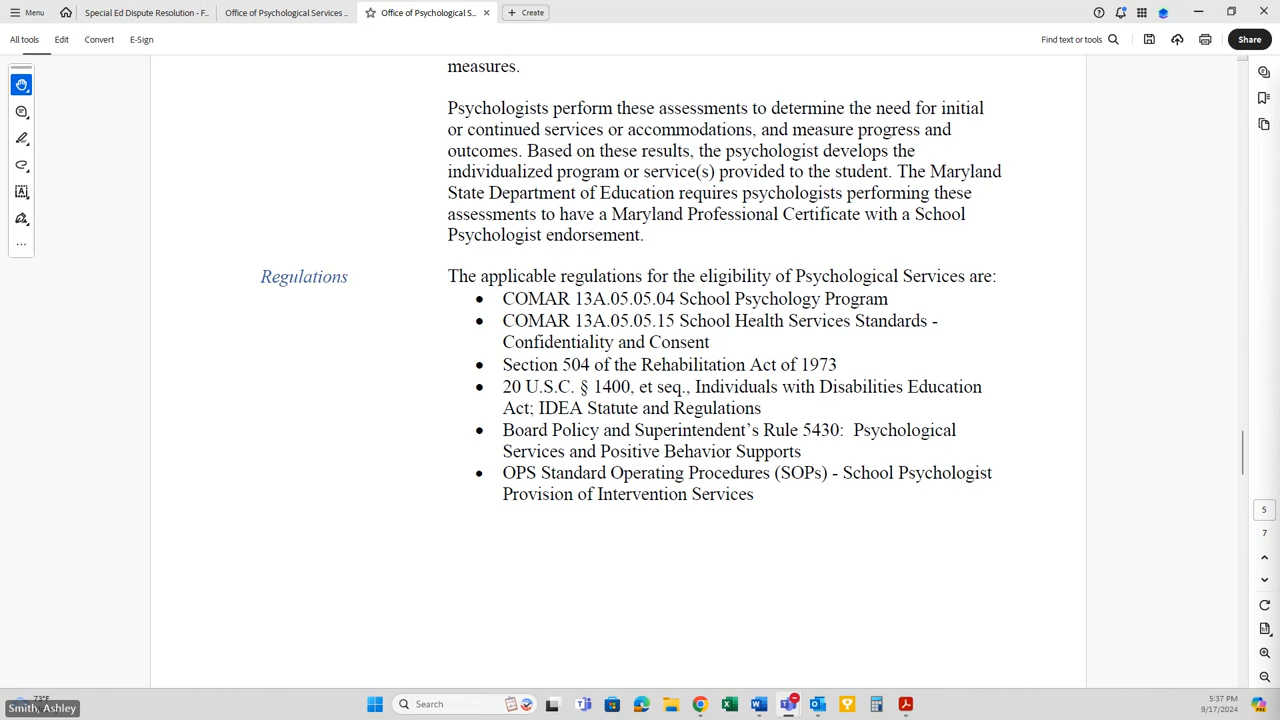 Menu
Special Ed Dispute Resolution - F...
Office of Psychological Services ...
Office of Psychological S...
Create
All tools
Edit
Convert
E-Sign
Find text or tools
Share
measures.
Psychologists perform these assessments to determine the need for initial
or continued services or accommodations, and measure progress and
outcomes. Based on these results, the psychologist develops the
individualized program or service(s) provided to the student. The Maryland
State Department of Education requires psychologists performing these
assessments to have a Maryland Professional Certificate with a School
Psychologist endorsement.
Regulations
The applicable regulations for the eligibility of Psychological Services are:
• COMAR 13A.05.05.04 School Psychology Program
• COMAR 13A.05.05.15 School Health Services Standards -
Confidentiality and Consent
• Section 504 of the Rehabilitation Act of 1973
• 20 U.S.C. § 1400, et seq., Individuals with Disabilities Education
Act; IDEA Statute and Regulations
• Board Policy and Superintendent’s Rule 5430:  Psychological
Services and Positive Behavior Supports
• OPS Standard Operating Procedures (SOPs) - School Psychologist
Provision of Intervention Services
5
7
73°F
Smith, Ashley
Search
5:37 PM
9/17/2024